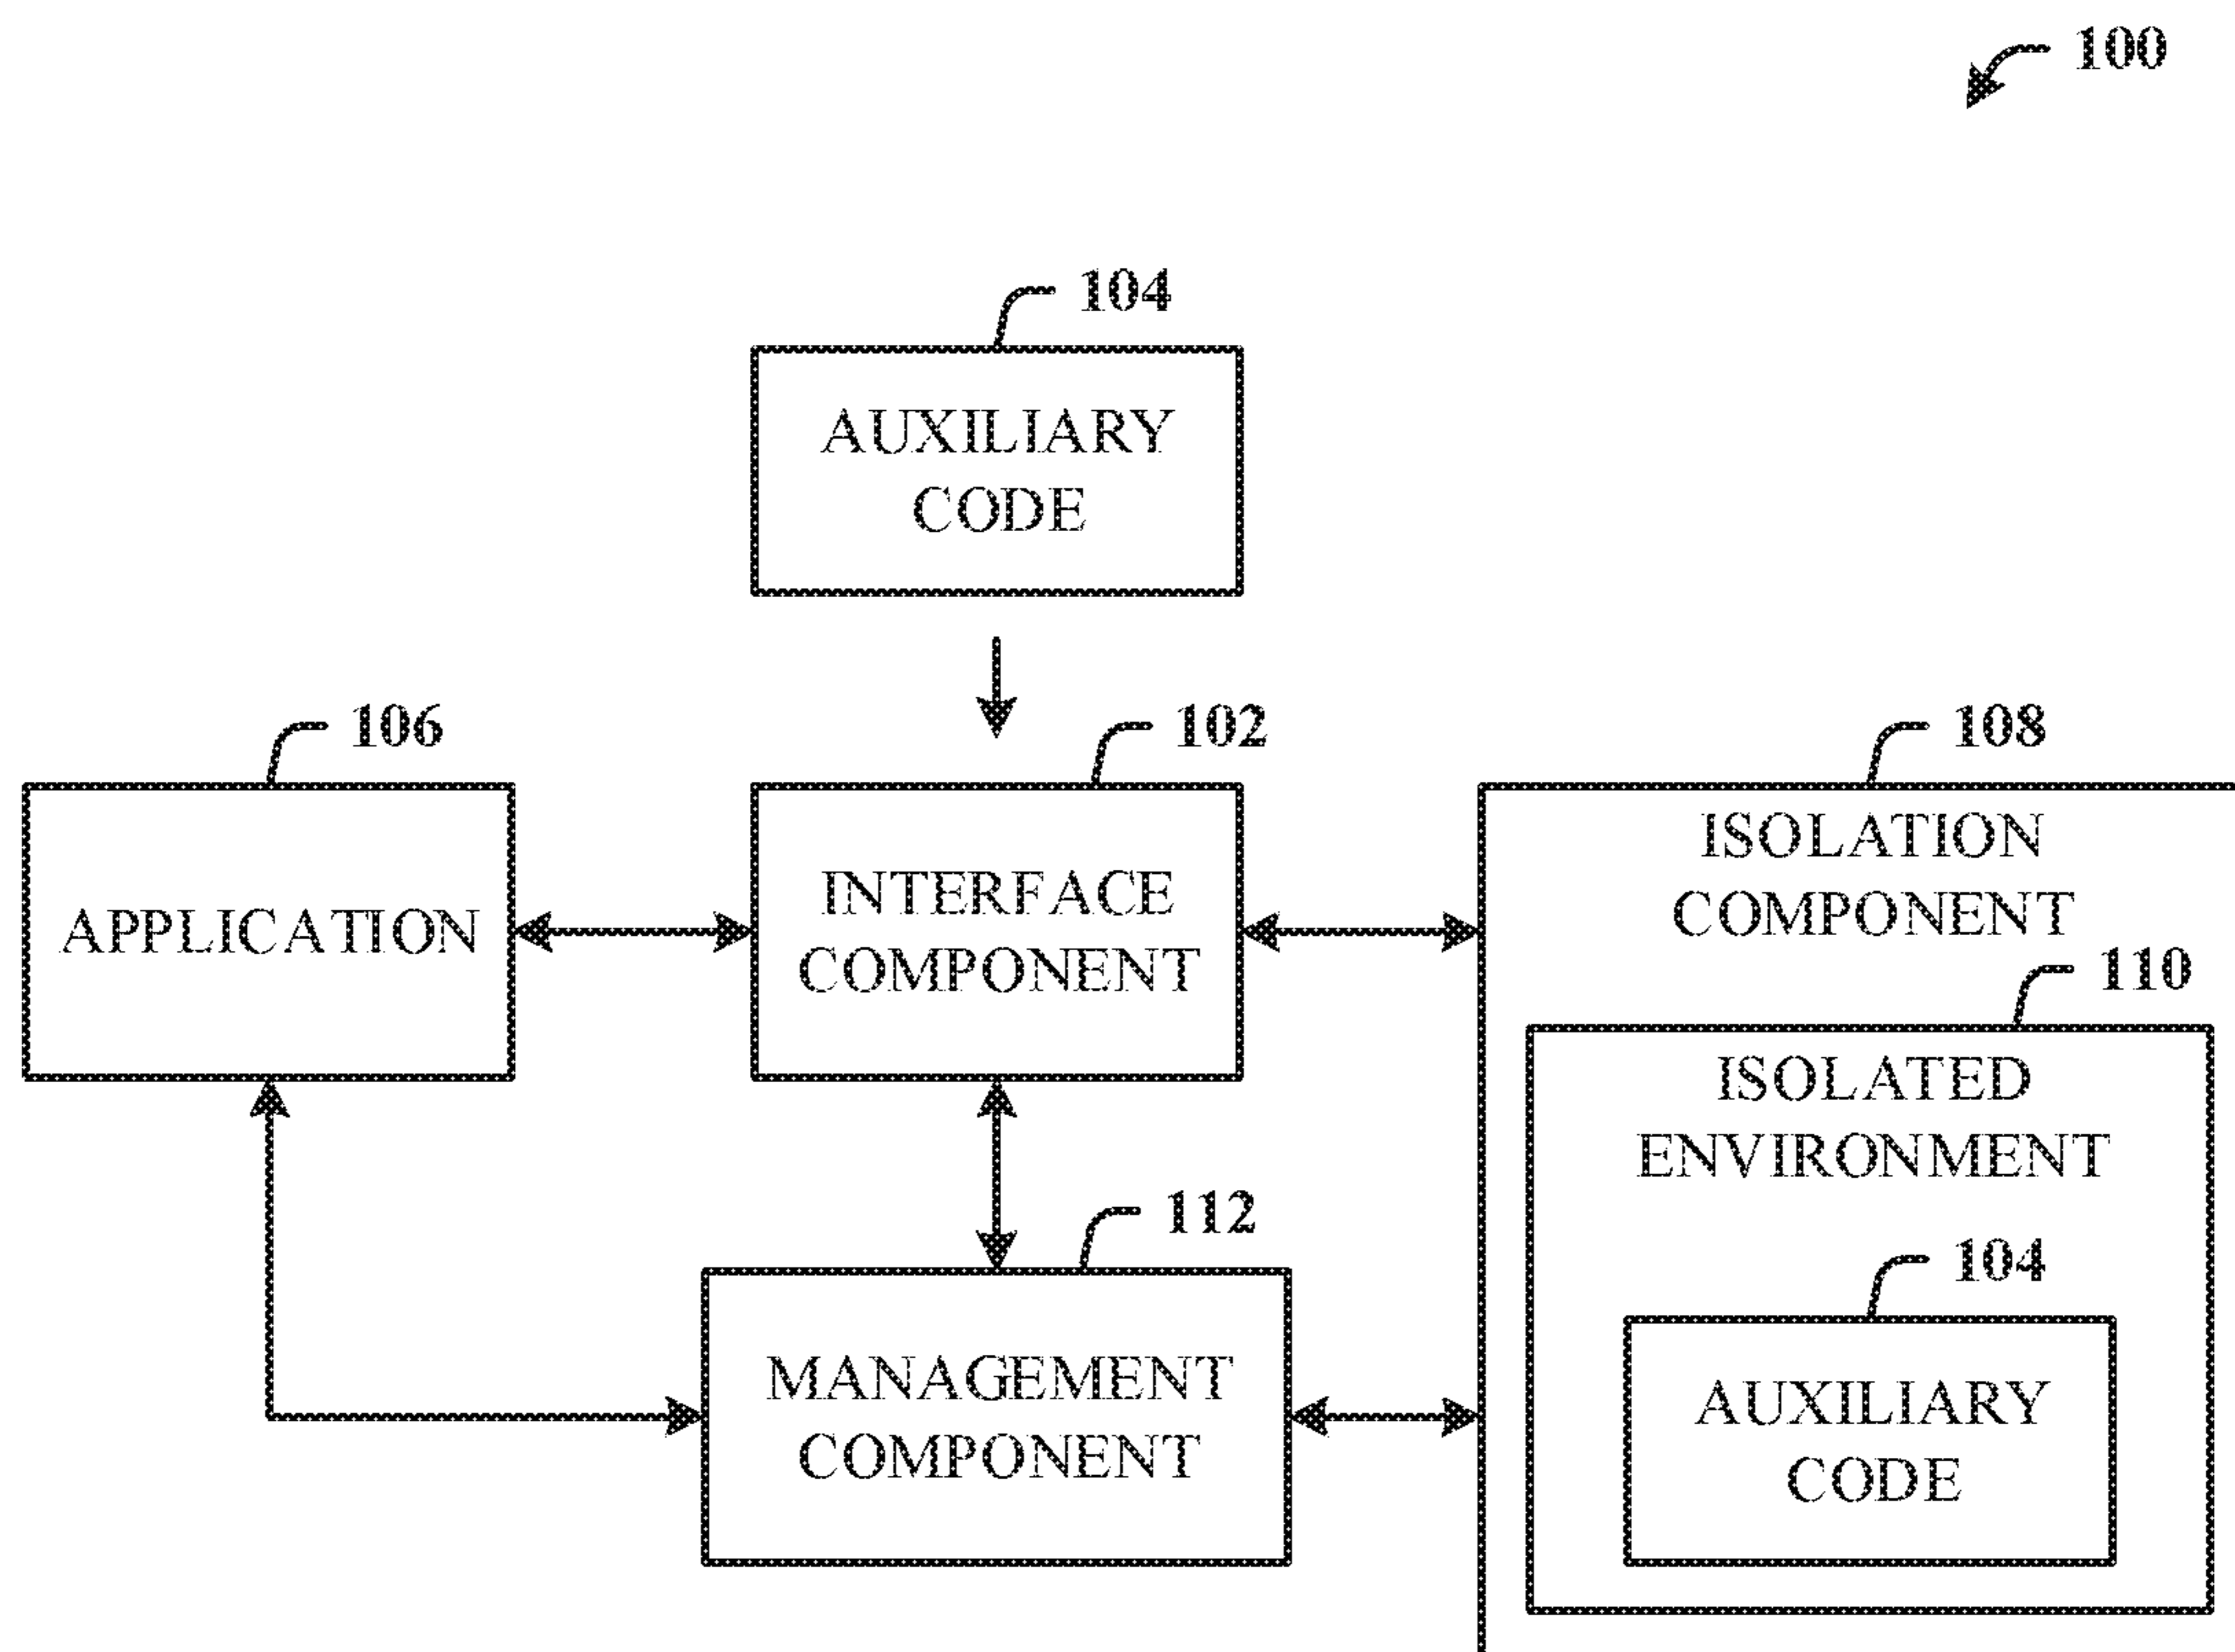 100
104
AUXILIARY
CODE
106
102
108
APPLICATION
INTERFACE
COMPONENT
ISOLATION
COMPONENT
110
ISOLATED
ENVIRONMENT
112
104
MANAGEMENT
COMPONENT
AUXILIARY
CODE